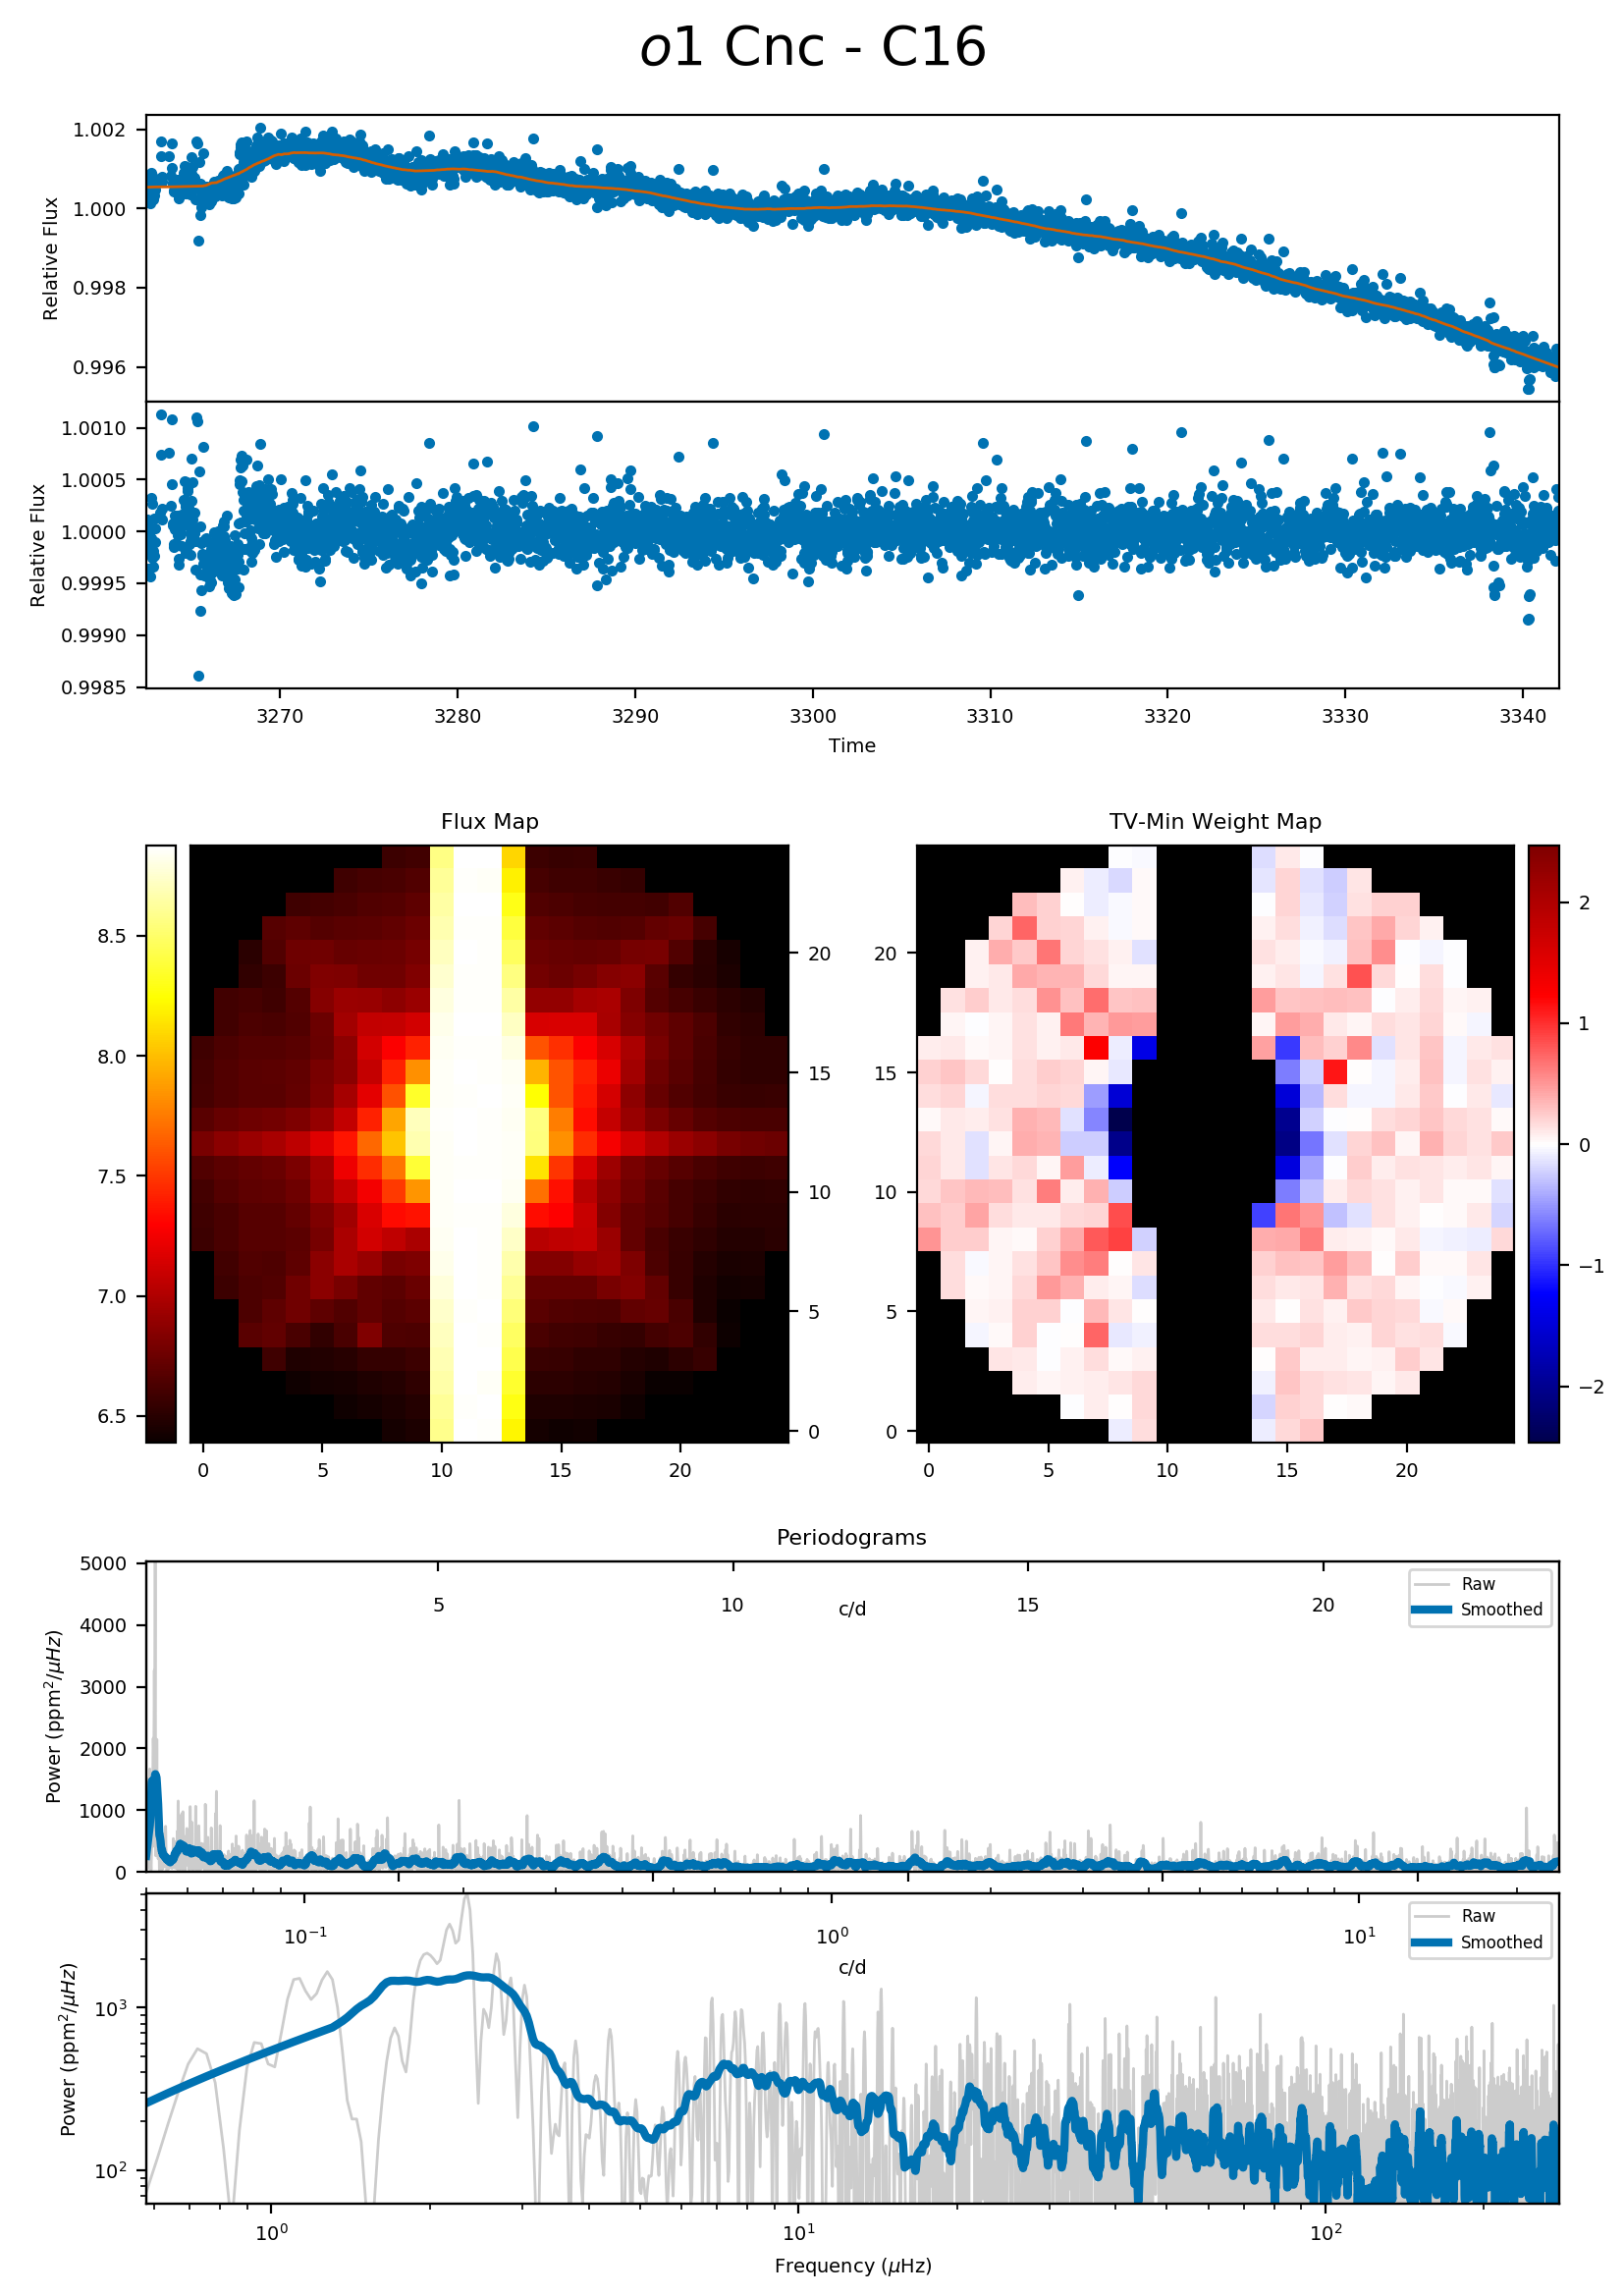 o1 Cnc - C16
1.002
1.000
0.998
0.996
Relative Flux
1.0010
1.0005
1.0000
0.9995
0.9990
0.9985
Relative Flux
3270 3280 3290 3300 3310 3320 3330 3340
Time
Flux Map
8.5
8.0
7.5
7.0
6.5
20
15
10
5
0
0 5 10 15 20
TV-Min Weight Map
20
15
10
5
0
0 5 10 15 20
2
1
0
−1
−2
Periodograms
5000
4000
3000
2000
1000
0
Power (ppm²/μHz)
5 10 15 20
c/d
Raw
Smoothed
10³
10²
Power (ppm²/μHz)
10⁻¹ 10⁰ 10¹
c/d
Raw
Smoothed
10⁰ 10¹ 10²
Frequency (μHz)